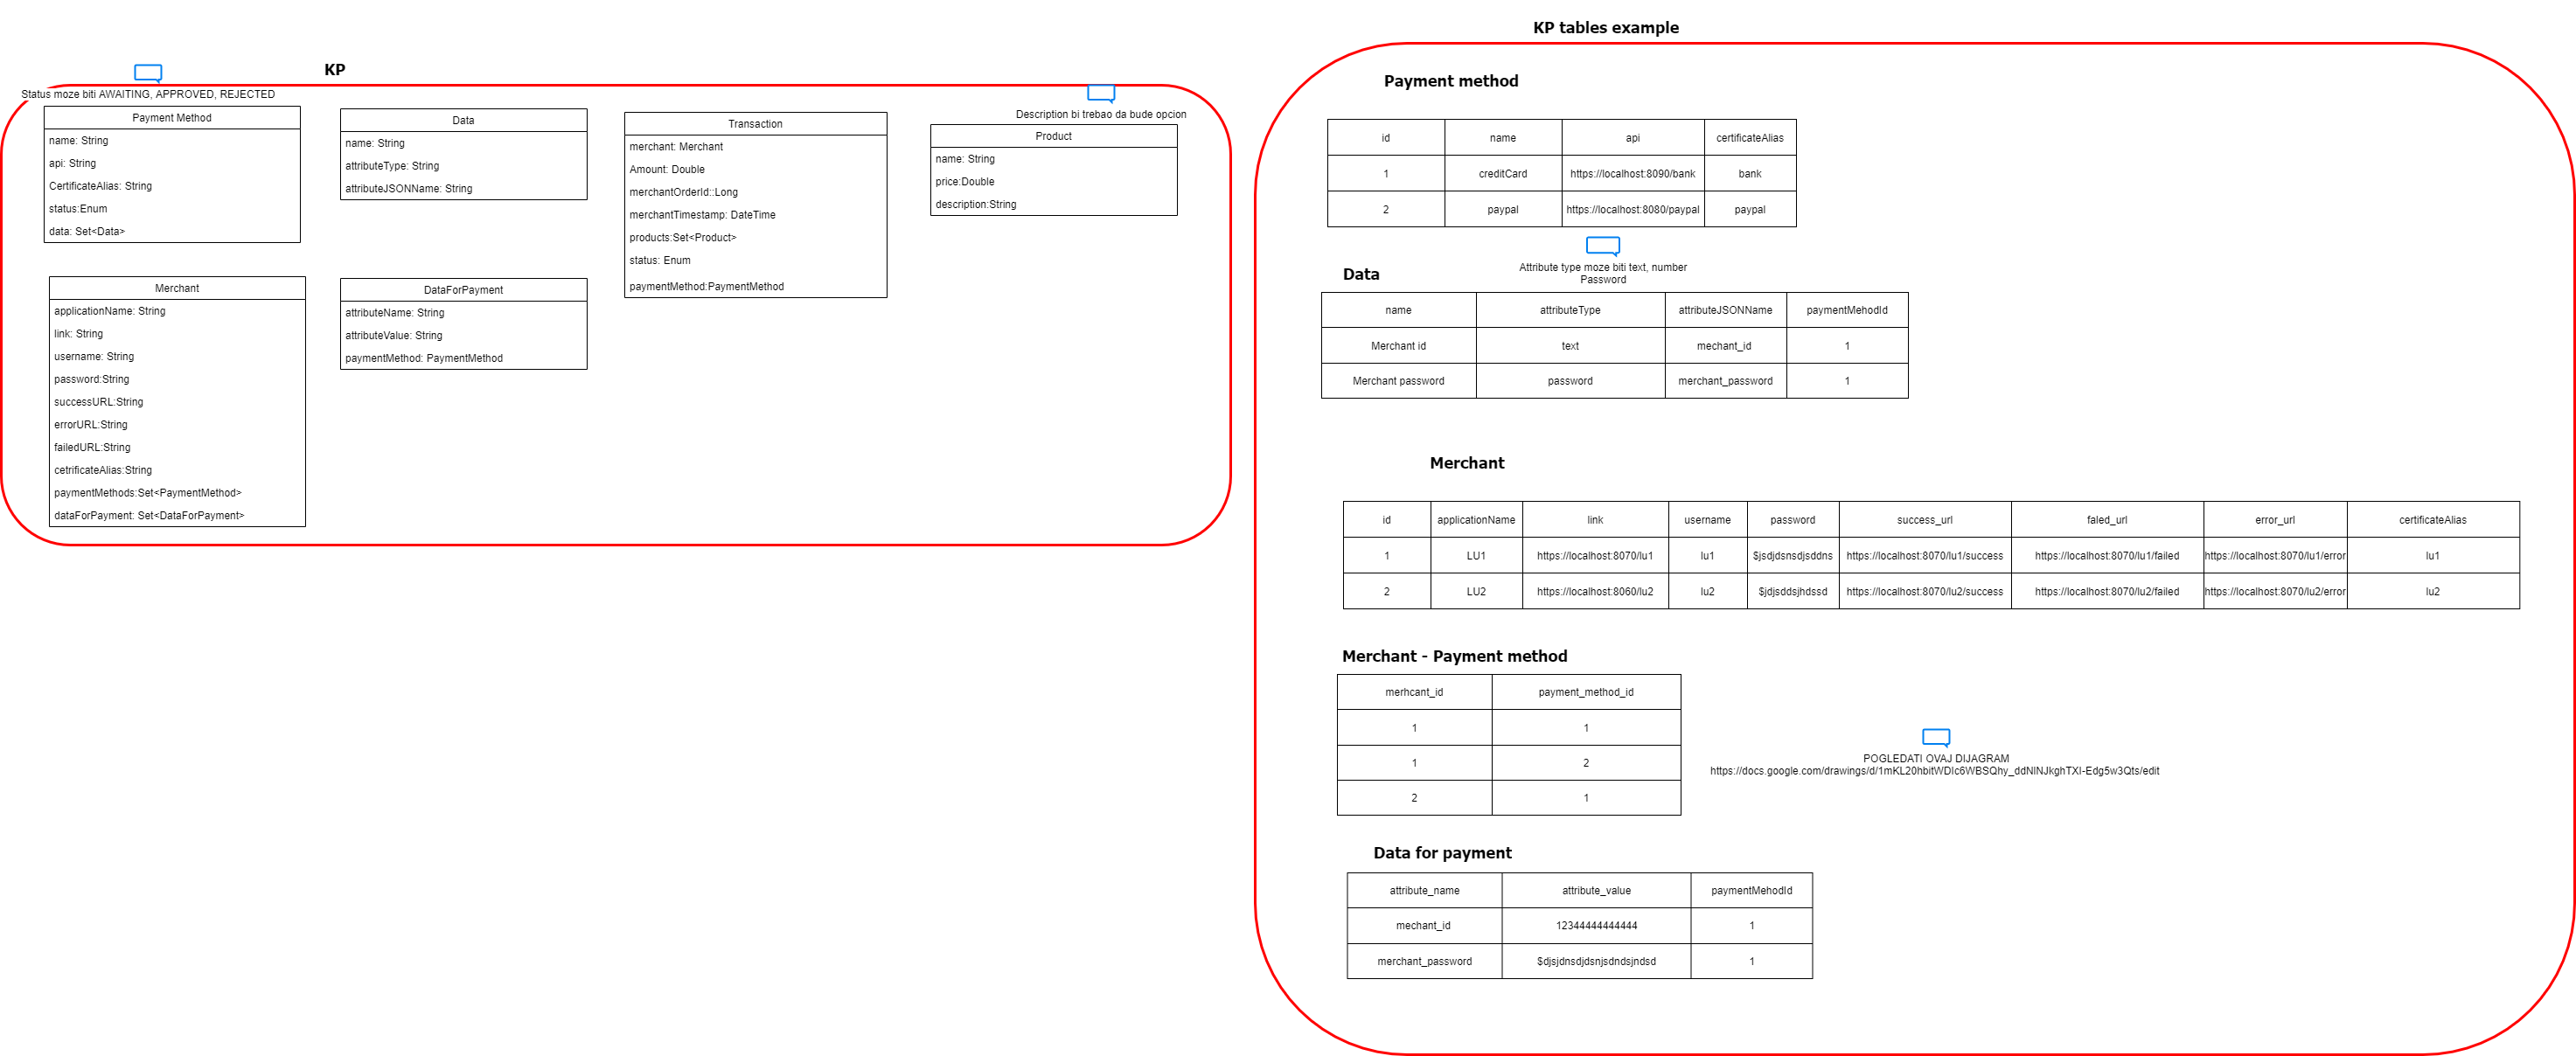 KP
Status moze biti AWAITING, APPROVED, REJECTED
Payment Method
name: String
api: String
CertificateAlias: String
status:Enum
data: Set<Data>
Data
name: String
attributeType: String
attributeJSONName: String
Transaction
merchant: Merchant
Amount: Double
merchantOrderId::Long
merchantTimestamp: DateTime
products:Set<Product>
status: Enum
paymentMethod:PaymentMethod
Description bi trebao da bude opcion
Product
name: String
price:Double
description:String
Merchant
applicationName: String
link: String
username: String
password:String
successURL:String
errorURL:String
failedURL:String
cetrificateAlias:String
paymentMethods:Set<PaymentMethod>
dataForPayment: Set<DataForPayment>
DataForPayment
attributeName: String
attributeValue: String
paymentMethod: PaymentMethod
KP tables example
Payment method
id name api certificateAlias
1 creditCard https://localhost:8090/bank bank
2 paypal https://localhost:8080/paypal paypal
Attribute type moze biti text, number
Password
Data
name attributeType attributeJSONName paymentMehodId
Merchant id text mechant_id 1
Merchant password password merchant_password 1
Merchant
id applicationName link username password success_url faled_url error_url certificateAlias
1 LU1 https://localhost:8070/lu1 lu1 $jsdjdsnsdjsddns https://localhost:8070/lu1/success https://localhost:8070/lu1/failed https://localhost:8070/lu1/error lu1
2 LU2 https://localhost:8060/lu2 lu2 $jdjsddsjhdssd https://localhost:8070/lu2/success https://localhost:8070/lu2/failed https://localhost:8070/lu2/error lu2
Merchant - Payment method
merhcant_id payment_method_id
1 1
1 2
2 1
POGLEDATI OVAJ DIJAGRAM
Data for payment
attribute_name attribute_value paymentMehodId
mechant_id 12344444444444 1
merchant_password $djsjdnsdjdsnjsdndsjndsd 1